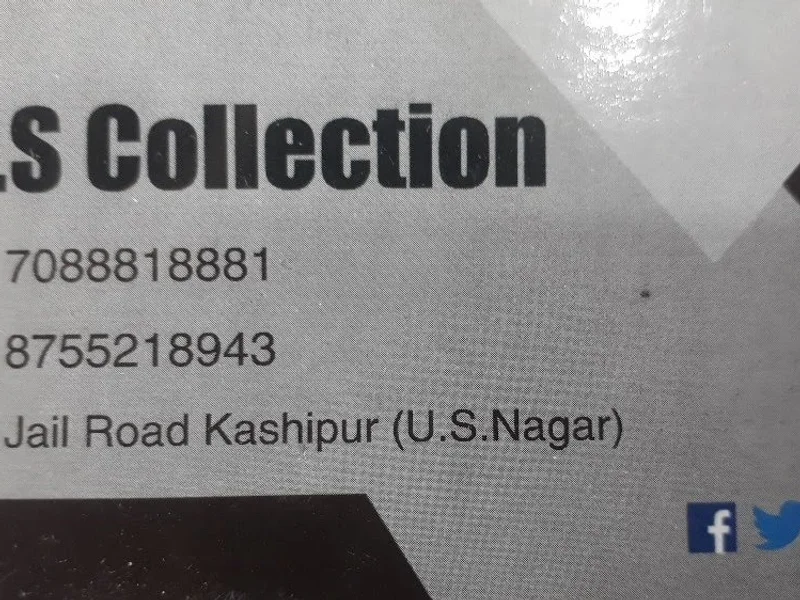 .S Collection
7088818881
8755218943
Jail Road Kashipur (U.S.Nagar)